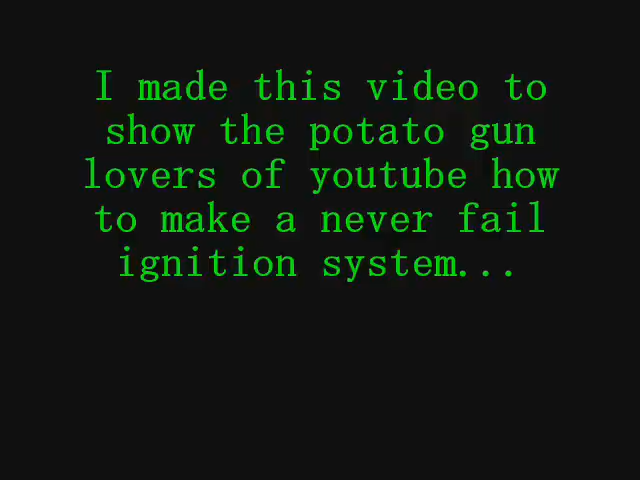 I made this video to
show the potato gun
lovers of youtube how
to make a never fail
ignition system...